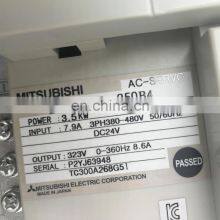 MITSUBISHI
AC-SERVO
POWER: 3.5kW
INPUT: 7.9A 3PH380-480V 50/60Hz
DC24V
OUTPUT: 323V 0-360Hz 8.6A
SERIAL: P2YJ63948
TC300A268G51
PASSED
MITSUBISHI ELECTRIC CORPORATION
MADE IN JAPAN